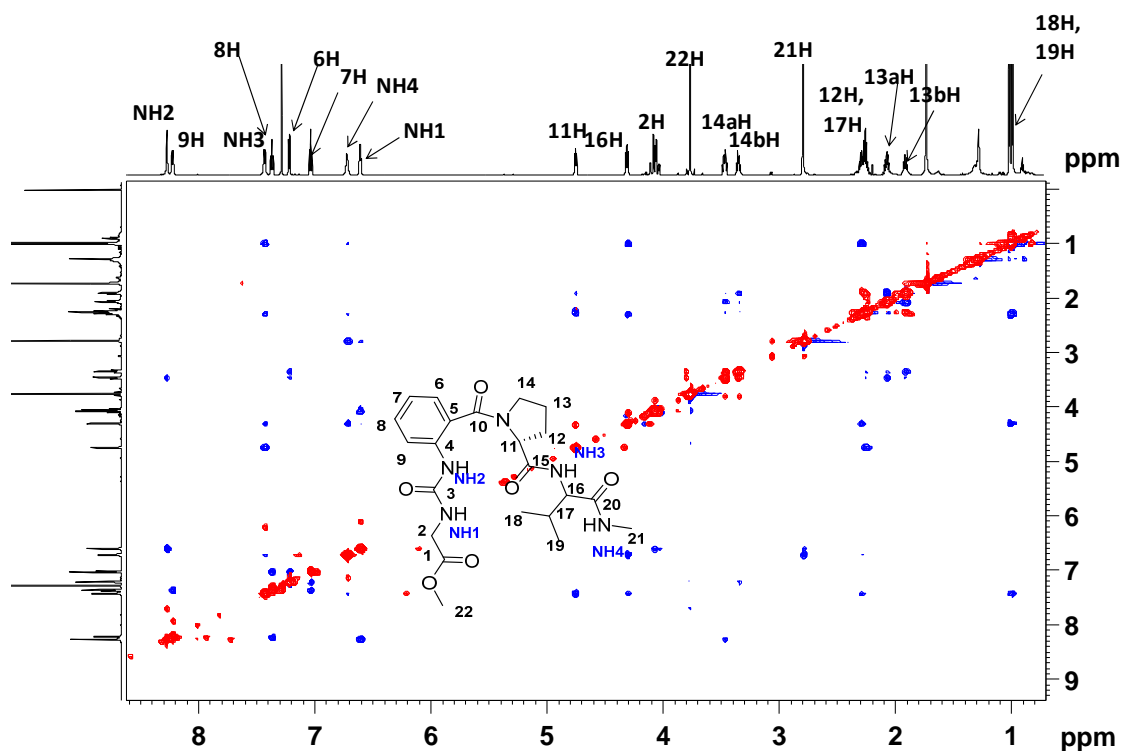 18H,
19H
8H
6H
7H
NH4
NH1
NH2
9H
NH3
11H
16H
2H
22H
14aH
14bH
21H
12H,
17H
13aH
13bH
ppm
1
2
3
4
5
6
7
8
9
8 7 6 5 4 3 2 1 ppm
O
14
6
7
5
13
10
N
8
4
12
11
NH3
9
NH
15
NH
NH2
O
16
O
O
3
18
17
20
NH
HN
21
2
NH1
19
NH4
1
O
O
22